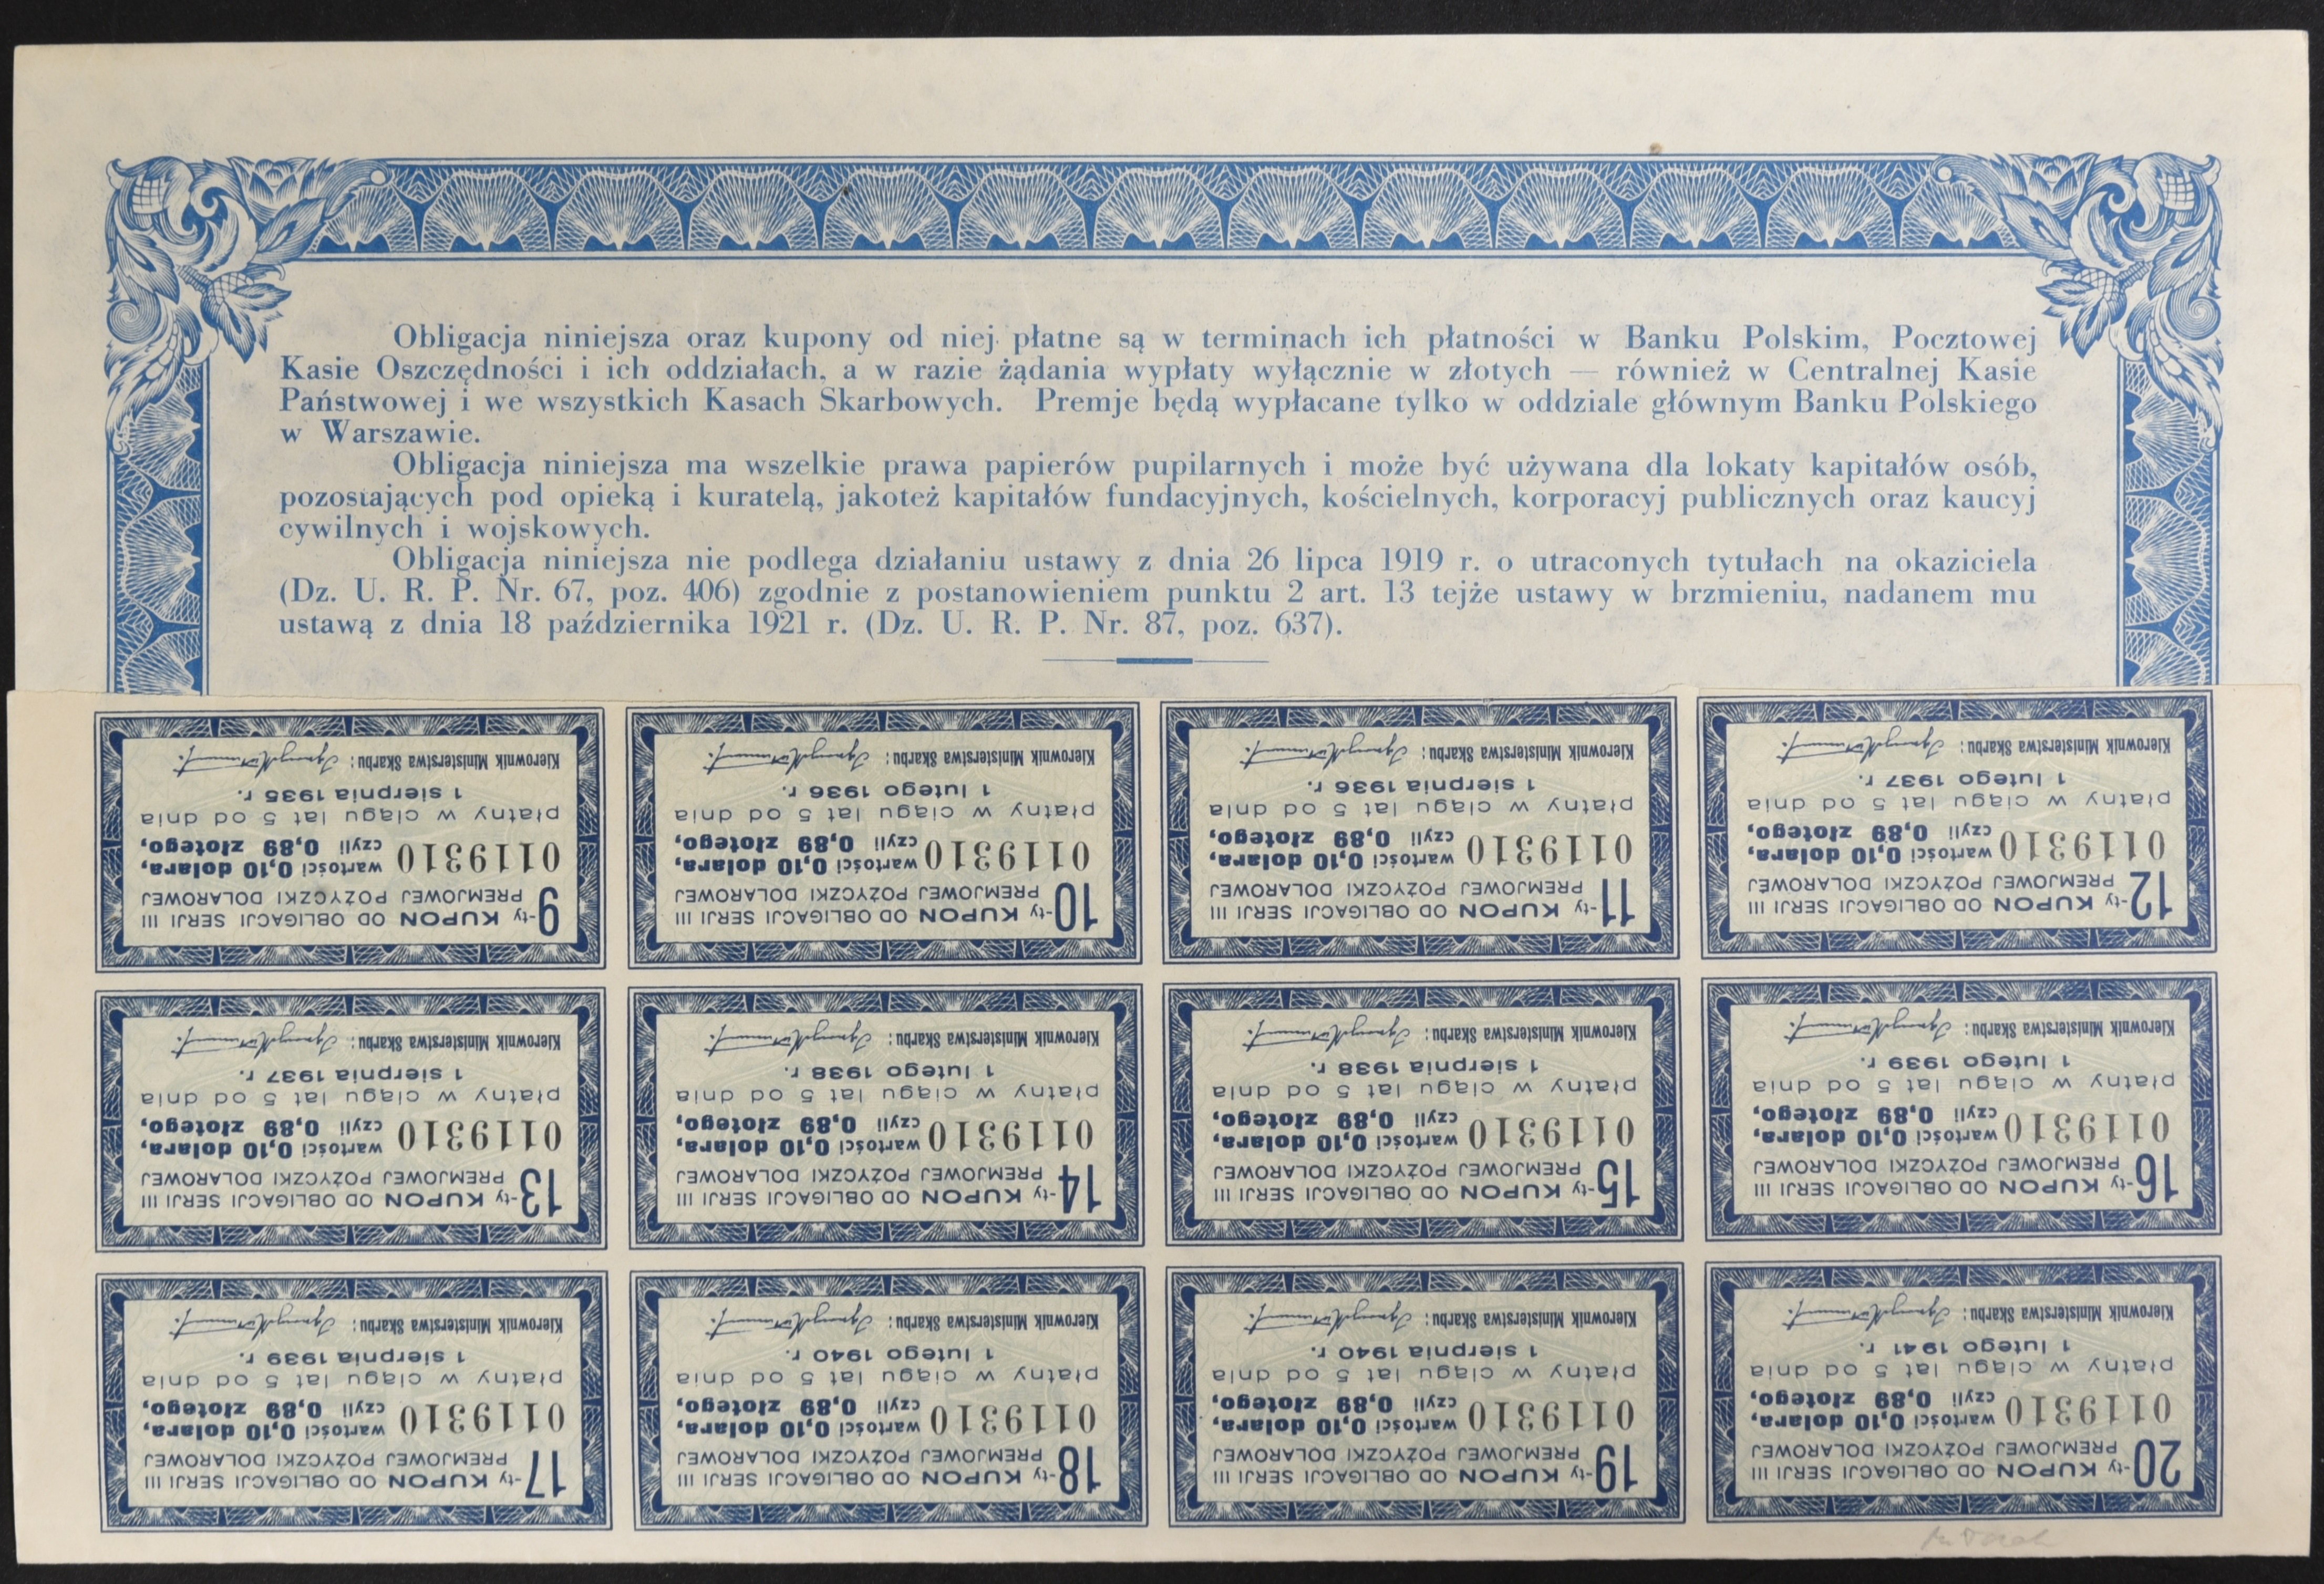 Obligacja niniejsza oraz kupony od niej płatne są w terminach ich płatności w Banku Polskim, Pocztowej
Kasie Oszczędności i ich oddziałach, a w razie żądania wypłaty wyłącznie w złotych — również w Centralnej Kasie
Państwowej i we wszystkich Kasach Skarbowych. Premje będą wypłacane tylko w oddziale głównym Banku Polskiego
w Warszawie.
Obligacja niniejsza ma wszelkie prawa papierów pupilarnych i może być używana dla lokaty kapitałów osób,
pozostających pod opieką i kuratelą, jakoteż kapitałów fundacyjnych, kościelnych, korporacyj publicznych oraz kaucyj
cywilnych i wojskowych.
Obligacja niniejsza nie podlega działaniu ustawy z dnia 26 lipca 1919 r. o utraconych tytułach na okaziciela
(Dz. U. R. P. Nr. 67, poz. 406) zgodnie z postanowieniem punktu 2 art. 13 tejże ustawy w brzmieniu, nadanem mu
ustawą z dnia 18 października 1921 r. (Dz. U. R. P. Nr. 87, poz. 637).
9-ty KUPON OD OBLIGACJI SERJI III
PREMJOWEJ POŻYCZKI DOLAROWEJ
0119310 wartości 0,10 dolara,
czyli 0,89 złotego,
płatny w ciągu lat 5 od dnia
1 sierpnia 1935 r.
Kierownik Ministerstwa Skarbu:
10-ty KUPON OD OBLIGACJI SERJI III
PREMJOWEJ POŻYCZKI DOLAROWEJ
0119310 wartości 0,10 dolara,
czyli 0,89 złotego,
płatny w ciągu lat 5 od dnia
1 lutego 1936 r.
Kierownik Ministerstwa Skarbu:
11-ty KUPON OD OBLIGACJI SERJI III
PREMJOWEJ POŻYCZKI DOLAROWEJ
0119310 wartości 0,10 dolara,
czyli 0,89 złotego,
płatny w ciągu lat 5 od dnia
1 sierpnia 1936 r.
Kierownik Ministerstwa Skarbu:
12-ty KUPON OD OBLIGACJI SERJI III
PREMJOWEJ POŻYCZKI DOLAROWEJ
0119310 wartości 0,10 dolara,
czyli 0,89 złotego,
płatny w ciągu lat 5 od dnia
1 lutego 1937 r.
Kierownik Ministerstwa Skarbu:
13-ty KUPON OD OBLIGACJI SERJI III
PREMJOWEJ POŻYCZKI DOLAROWEJ
0119310 wartości 0,10 dolara,
czyli 0,89 złotego,
płatny w ciągu lat 5 od dnia
1 sierpnia 1937 r.
Kierownik Ministerstwa Skarbu:
14-ty KUPON OD OBLIGACJI SERJI III
PREMJOWEJ POŻYCZKI DOLAROWEJ
0119310 wartości 0,10 dolara,
czyli 0,89 złotego,
płatny w ciągu lat 5 od dnia
1 lutego 1938 r.
Kierownik Ministerstwa Skarbu:
15-ty KUPON OD OBLIGACJI SERJI III
PREMJOWEJ POŻYCZKI DOLAROWEJ
0119310 wartości 0,10 dolara,
czyli 0,89 złotego,
płatny w ciągu lat 5 od dnia
1 sierpnia 1938 r.
Kierownik Ministerstwa Skarbu:
16-ty KUPON OD OBLIGACJI SERJI III
PREMJOWEJ POŻYCZKI DOLAROWEJ
0119310 wartości 0,10 dolara,
czyli 0,89 złotego,
płatny w ciągu lat 5 od dnia
1 lutego 1939 r.
Kierownik Ministerstwa Skarbu:
17-ty KUPON OD OBLIGACJI SERJI III
PREMJOWEJ POŻYCZKI DOLAROWEJ
0119310 wartości 0,10 dolara,
czyli 0,89 złotego,
płatny w ciągu lat 5 od dnia
1 sierpnia 1939 r.
Kierownik Ministerstwa Skarbu:
18-ty KUPON OD OBLIGACJI SERJI III
PREMJOWEJ POŻYCZKI DOLAROWEJ
0119310 wartości 0,10 dolara,
czyli 0,89 złotego,
płatny w ciągu lat 5 od dnia
1 lutego 1940 r.
Kierownik Ministerstwa Skarbu:
19-ty KUPON OD OBLIGACJI SERJI III
PREMJOWEJ POŻYCZKI DOLAROWEJ
0119310 wartości 0,10 dolara,
czyli 0,89 złotego,
płatny w ciągu lat 5 od dnia
1 sierpnia 1940 r.
Kierownik Ministerstwa Skarbu:
20-ty KUPON OD OBLIGACJI SERJI III
PREMJOWEJ POŻYCZKI DOLAROWEJ
0119310 wartości 0,10 dolara,
czyli 0,89 złotego,
płatny w ciągu lat 5 od dnia
1 lutego 1941 r.
Kierownik Ministerstwa Skarbu: